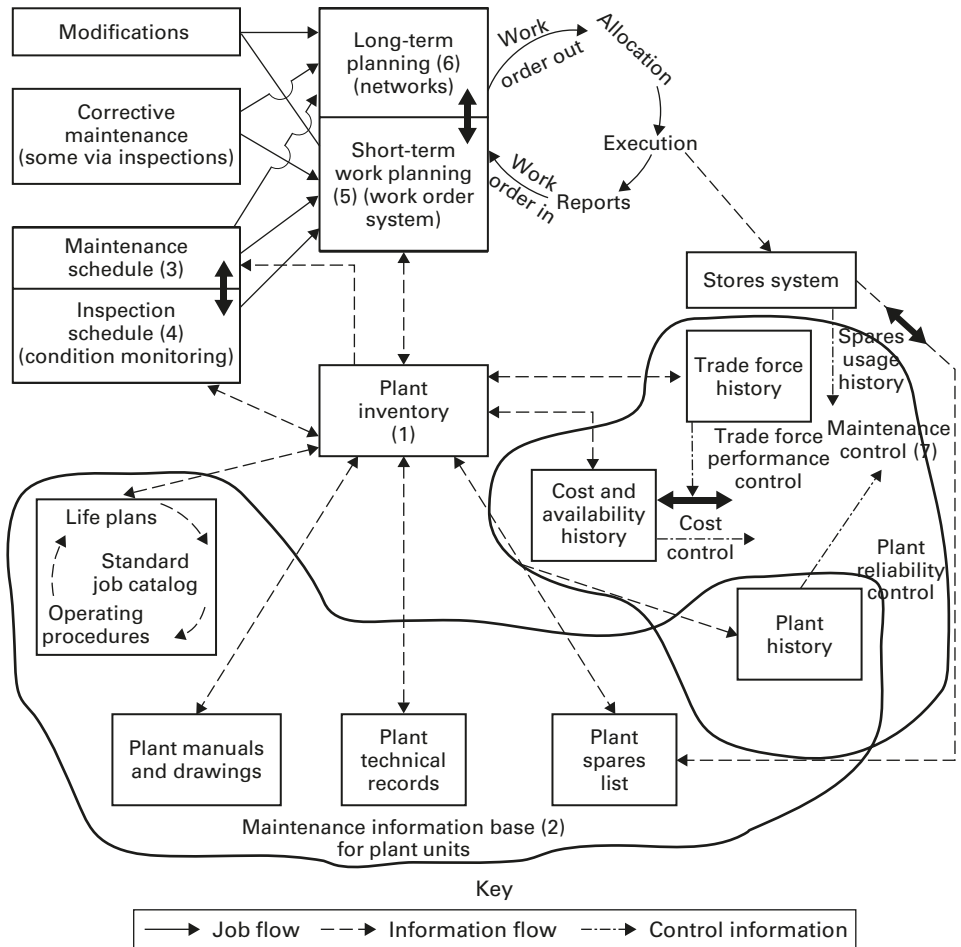 Modifications
Corrective
maintenance
(some via inspections)
Maintenance
schedule (3)
Inspection
schedule (4)
(condition monitoring)
Long-term
planning (6)
(networks)
Short-term
work planning
(5) (work order
system)
Work
order out
Allocation
Execution
Reports
Work
order in
Stores system
Spares
usage
history
Trade force
history
Maintenance
control (7)
Trade force
performance
control
Plant
inventory
(1)
Cost and
availability
history
Cost
control
Plant
reliability
control
Plant
history
Life plans
Standard
job catalog
Operating
procedures
Plant manuals
and drawings
Plant
technical
records
Plant
spares
list
Maintenance information base (2)
for plant units
Key
Job flow
Information flow
Control information